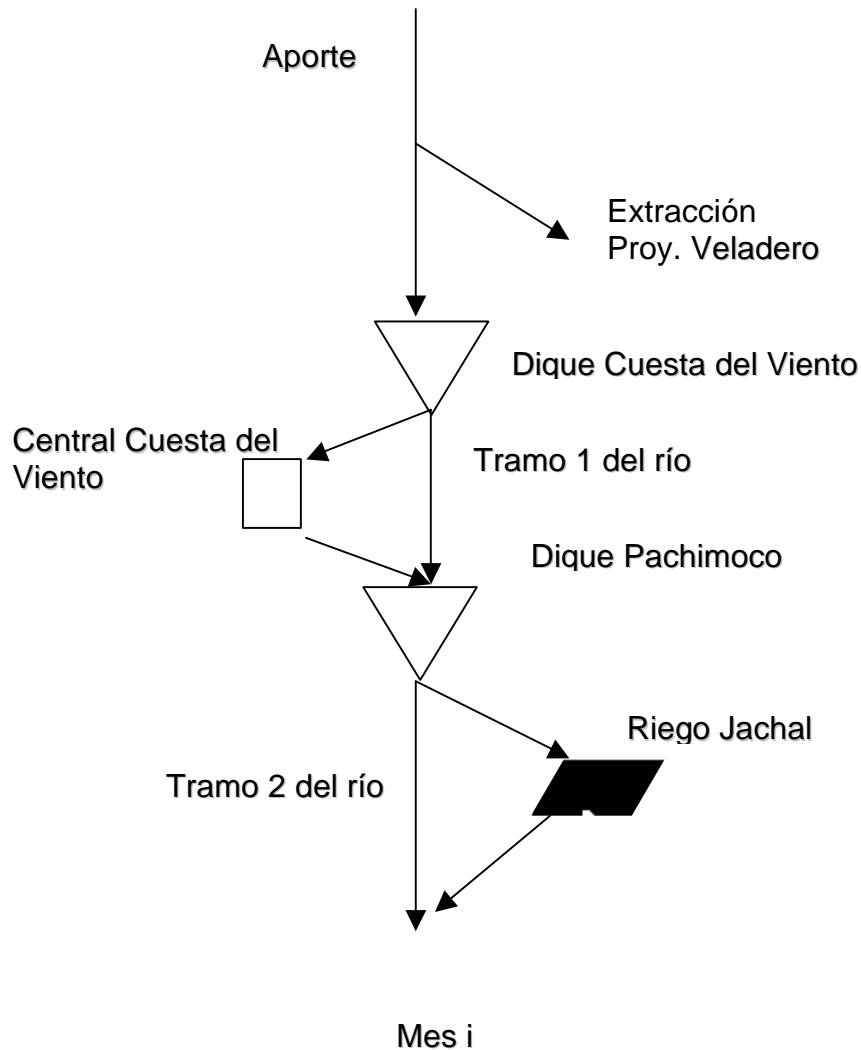 Aporte
Extracción
Proy. Veladero
Dique Cuesta del Viento
Central Cuesta del
Viento
Tramo 1 del río
Dique Pachimoco
Riego Jachal
Tramo 2 del río
Mes i